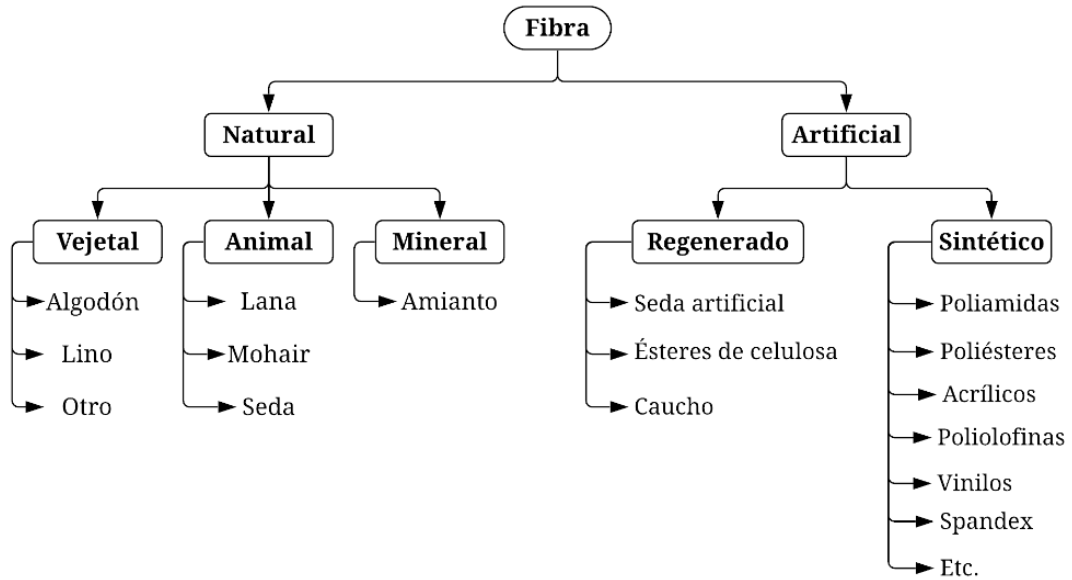 Fibra
Natural
Artificial
Vejetal
Animal
Mineral
Regenerado
Sintético
Algodón
Lino
Otro
Lana
Mohair
Seda
Amianto
Seda artificial
Ésteres de celulosa
Caucho
Poliamidas
Poliésteres
Acrílicos
Poliolofinas
Vinilos
Spandex
Etc.